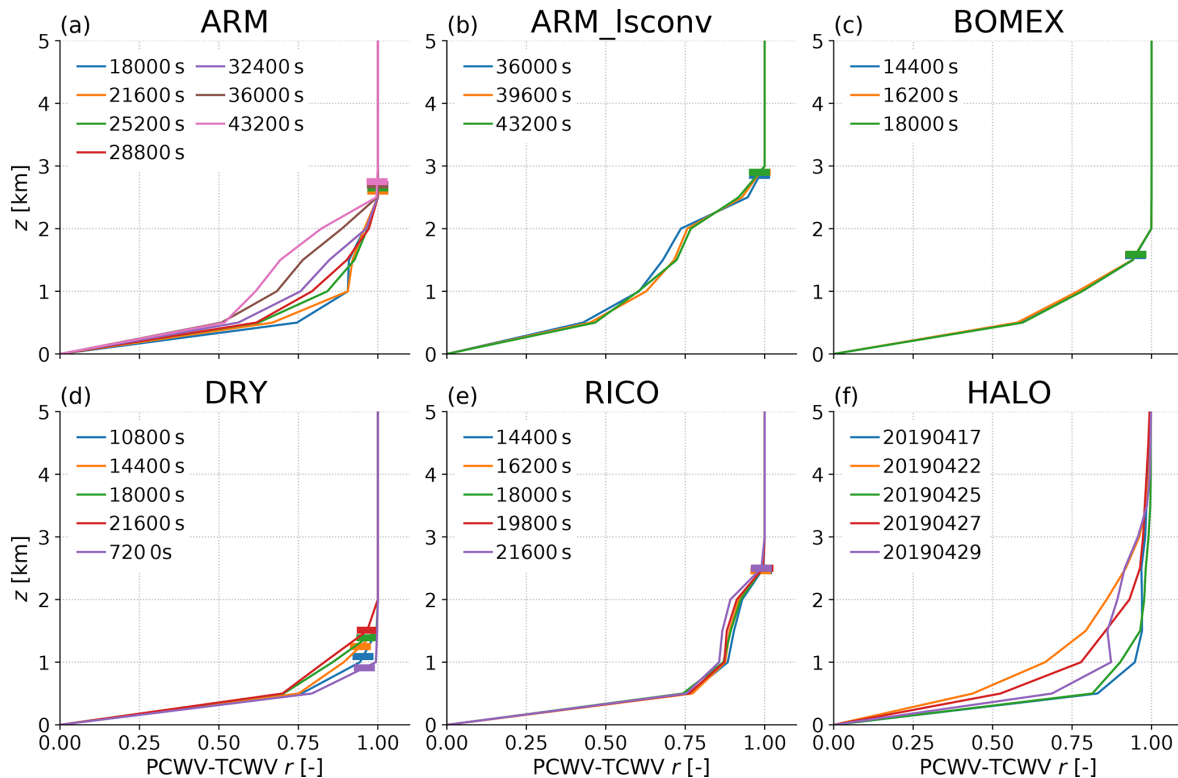 (a) ARM
(b) ARM_lsconv
(c) BOMEX
5
4
3
2
1
0
z [km]
18000 s
21600 s
25200 s
28800 s
32400 s
36000 s
43200 s
36000 s
39600 s
43200 s
14400 s
16200 s
18000 s
(d) DRY
(e) RICO
(f) HALO
5
4
3
2
1
0
z [km]
10800 s
14400 s
18000 s
21600 s
720 0s
14400 s
16200 s
18000 s
19800 s
21600 s
20190417
20190422
20190425
20190427
20190429
0.00 0.25 0.50 0.75 1.00
0.00 0.25 0.50 0.75 1.00
0.00 0.25 0.50 0.75 1.00
PCWV-TCWV r [-]
PCWV-TCWV r [-]
PCWV-TCWV r [-]